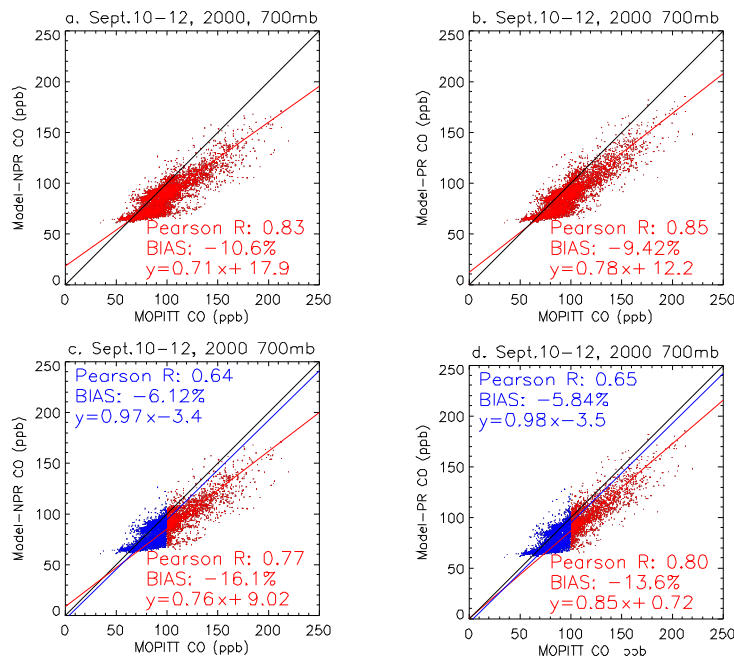 a. Sept.10-12, 2000, 700mb
250
200
150
100
50
0
Model-NPR CO (ppb)
Pearson R: 0.83
BIAS: -10.6%
y=0.71x+17.9
0 50 100 150 200 250
MOPITT CO (ppb)
b. Sept.10-12, 2000, 700mb
250
200
150
100
50
0
Model-PR CO (ppb)
Pearson R: 0.85
BIAS: -9.42%
y=0.78x+12.2
0 50 100 150 200 250
MOPITT CO (ppb)
c. Sept.10-12, 2000 700mb
250
200
150
100
50
0
Model-NPR CO (ppb)
Pearson R: 0.64
BIAS: -6.12%
y=0.97x-3.4
Pearson R: 0.77
BIAS: -16.1%
y=0.76x+9.02
0 50 100 150 200 250
MOPITT CO (ppb)
d. Sept.10-12, 2000 700mb
250
200
150
100
50
0
Model-PR CO (ppb)
Pearson R: 0.65
BIAS: -5.84%
y=0.98x-3.5
Pearson R: 0.80
BIAS: -13.6%
y=0.85x+0.72
0 50 100 150 200 250
MOPITT CO ppb